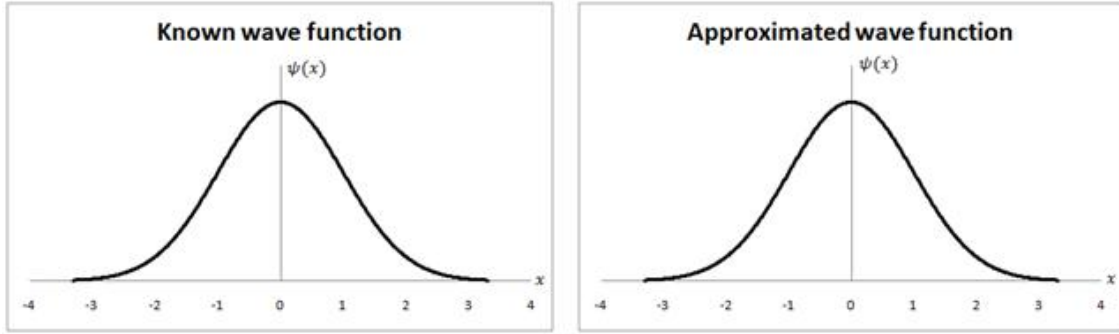 Known wave function
ψ(x)
x
-4 -3 -2 -1 0 1 2 3 4
Approximated wave function
ψ(x)
x
-4 -3 -2 -1 0 1 2 3 4